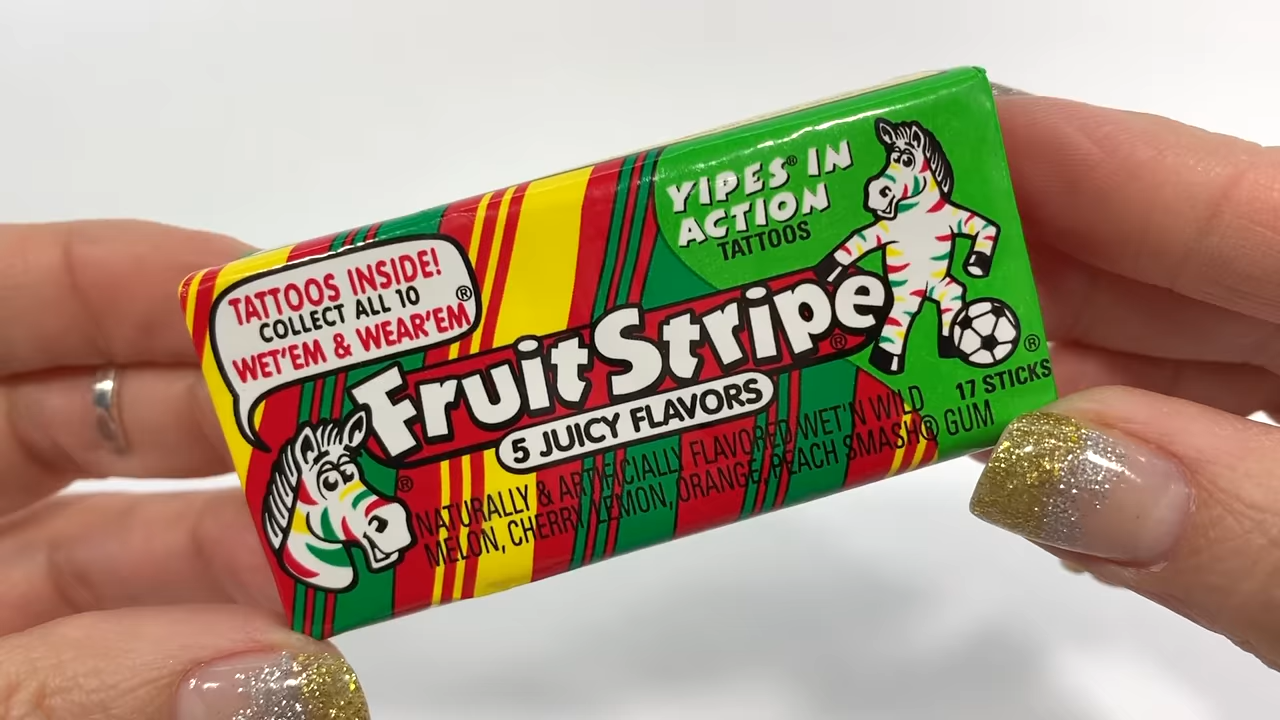 YIPES® IN
ACTION
TATTOOS
TATTOOS INSIDE!
COLLECT ALL 10
WET'EM & WEAR'EM®
FruitStripe®
5 JUICY FLAVORS
®
17 STICKS
®
NATURALLY & ARTIFICIALLY FLAVORED WET'N WILD
MELON, CHERRY LEMON, ORANGE, PEACH SMASH® GUM